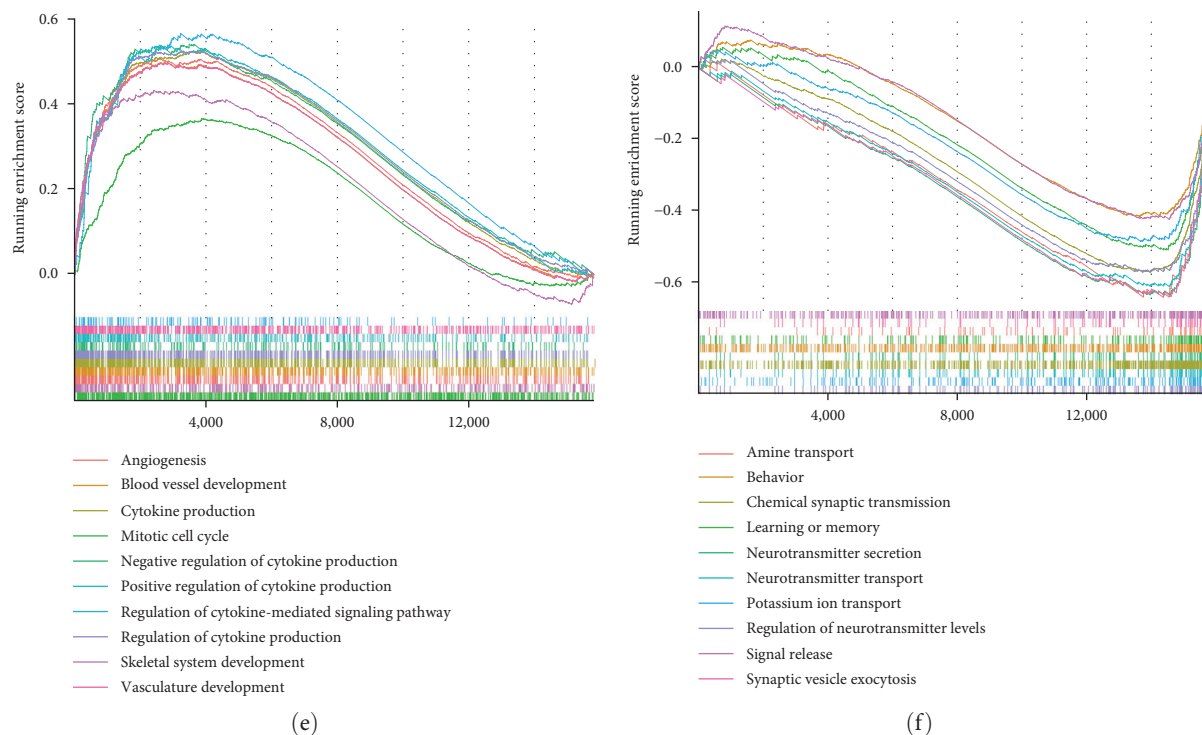 Running enrichment score
0.6
0.4
0.2
0.0
4,000
8,000
12,000
Angiogenesis
Blood vessel development
Cytokine production
Mitotic cell cycle
Negative regulation of cytokine production
Positive regulation of cytokine production
Regulation of cytokine-mediated signaling pathway
Regulation of cytokine production
Skeletal system development
Vasculature development
(e)
Running enrichment score
0.0
−0.2
−0.4
−0.6
4,000
8,000
12,000
Amine transport
Behavior
Chemical synaptic transmission
Learning or memory
Neurotransmitter secretion
Neurotransmitter transport
Potassium ion transport
Regulation of neurotransmitter levels
Signal release
Synaptic vesicle exocytosis
(f)